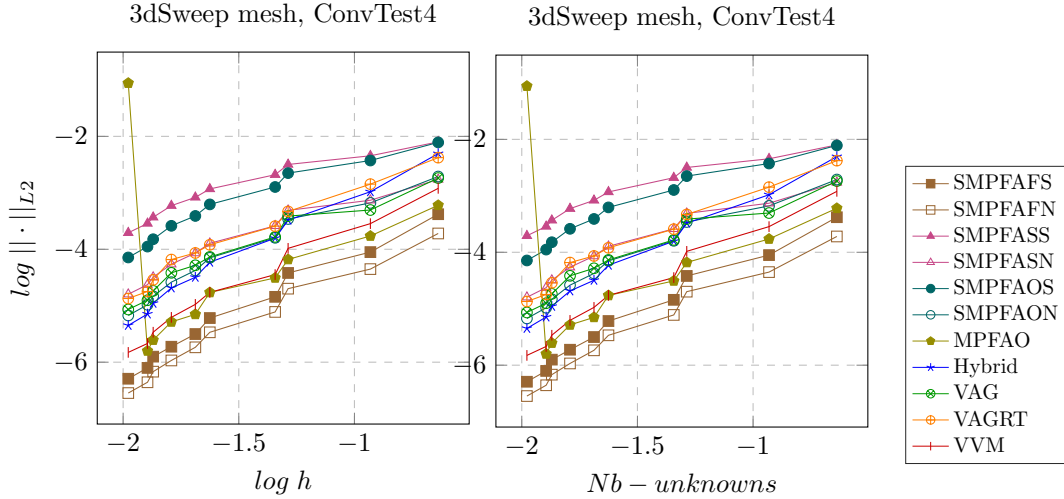 3dSweep mesh, ConvTest4
3dSweep mesh, ConvTest4
log || · ||L2
−2
−4
−6
−2
−1.5
−1
log h
−2
−4
−6
−2
−1.5
−1
Nb − unknowns
SMPFAFS
SMPFAFN
SMPFASS
SMPFASN
SMPFAOS
SMPFAON
MPFAO
Hybrid
VAG
VAGRT
VVM